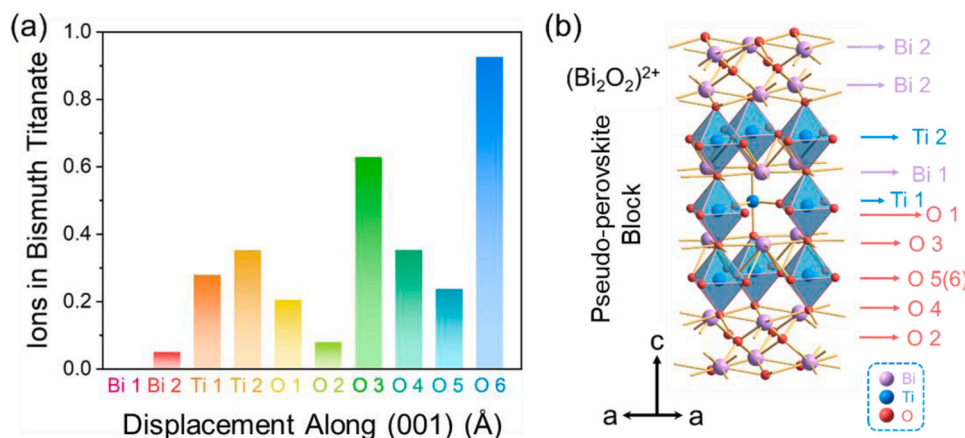 (a)
Ions in Bismuth Titanate
1.0
0.8
0.6
0.4
0.2
0.0
Bi 1 Bi 2 Ti 1 Ti 2 O 1 O 2 O 3 O 4 O 5 O 6
Displacement Along (001) (Å)
(b)
(Bi₂O₂)²⁺
Pseudo-perovskite
Block
Bi 2
Bi 2
Ti 2
Bi 1
Ti 1
O 1
O 3
O 5(6)
O 4
O 2
c
a a
Bi
Ti
O